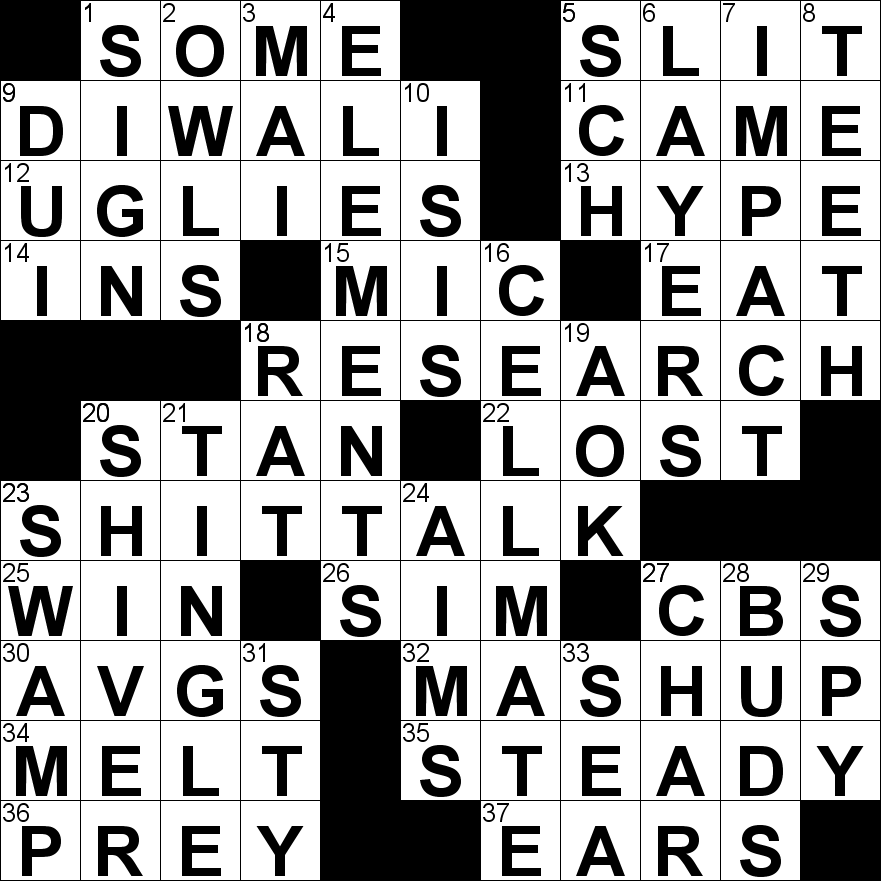 1 2 3 4 5 6 7 8
S O M E S L I T
9 10 11
D I W A L I C A M E
12 13
U G L I E S H Y P E
14 15 16 17
I N S M I C E A T
18 19
R E S E A R C H
20 21 22
S T A N L O S T
23 24
S H I T T A L K
25 26 27 28 29
W I N S I M C B S
30 31 32 33
A V G S M A S H U P
34 35
M E L T S T E A D Y
36 37
P R E Y E A R S